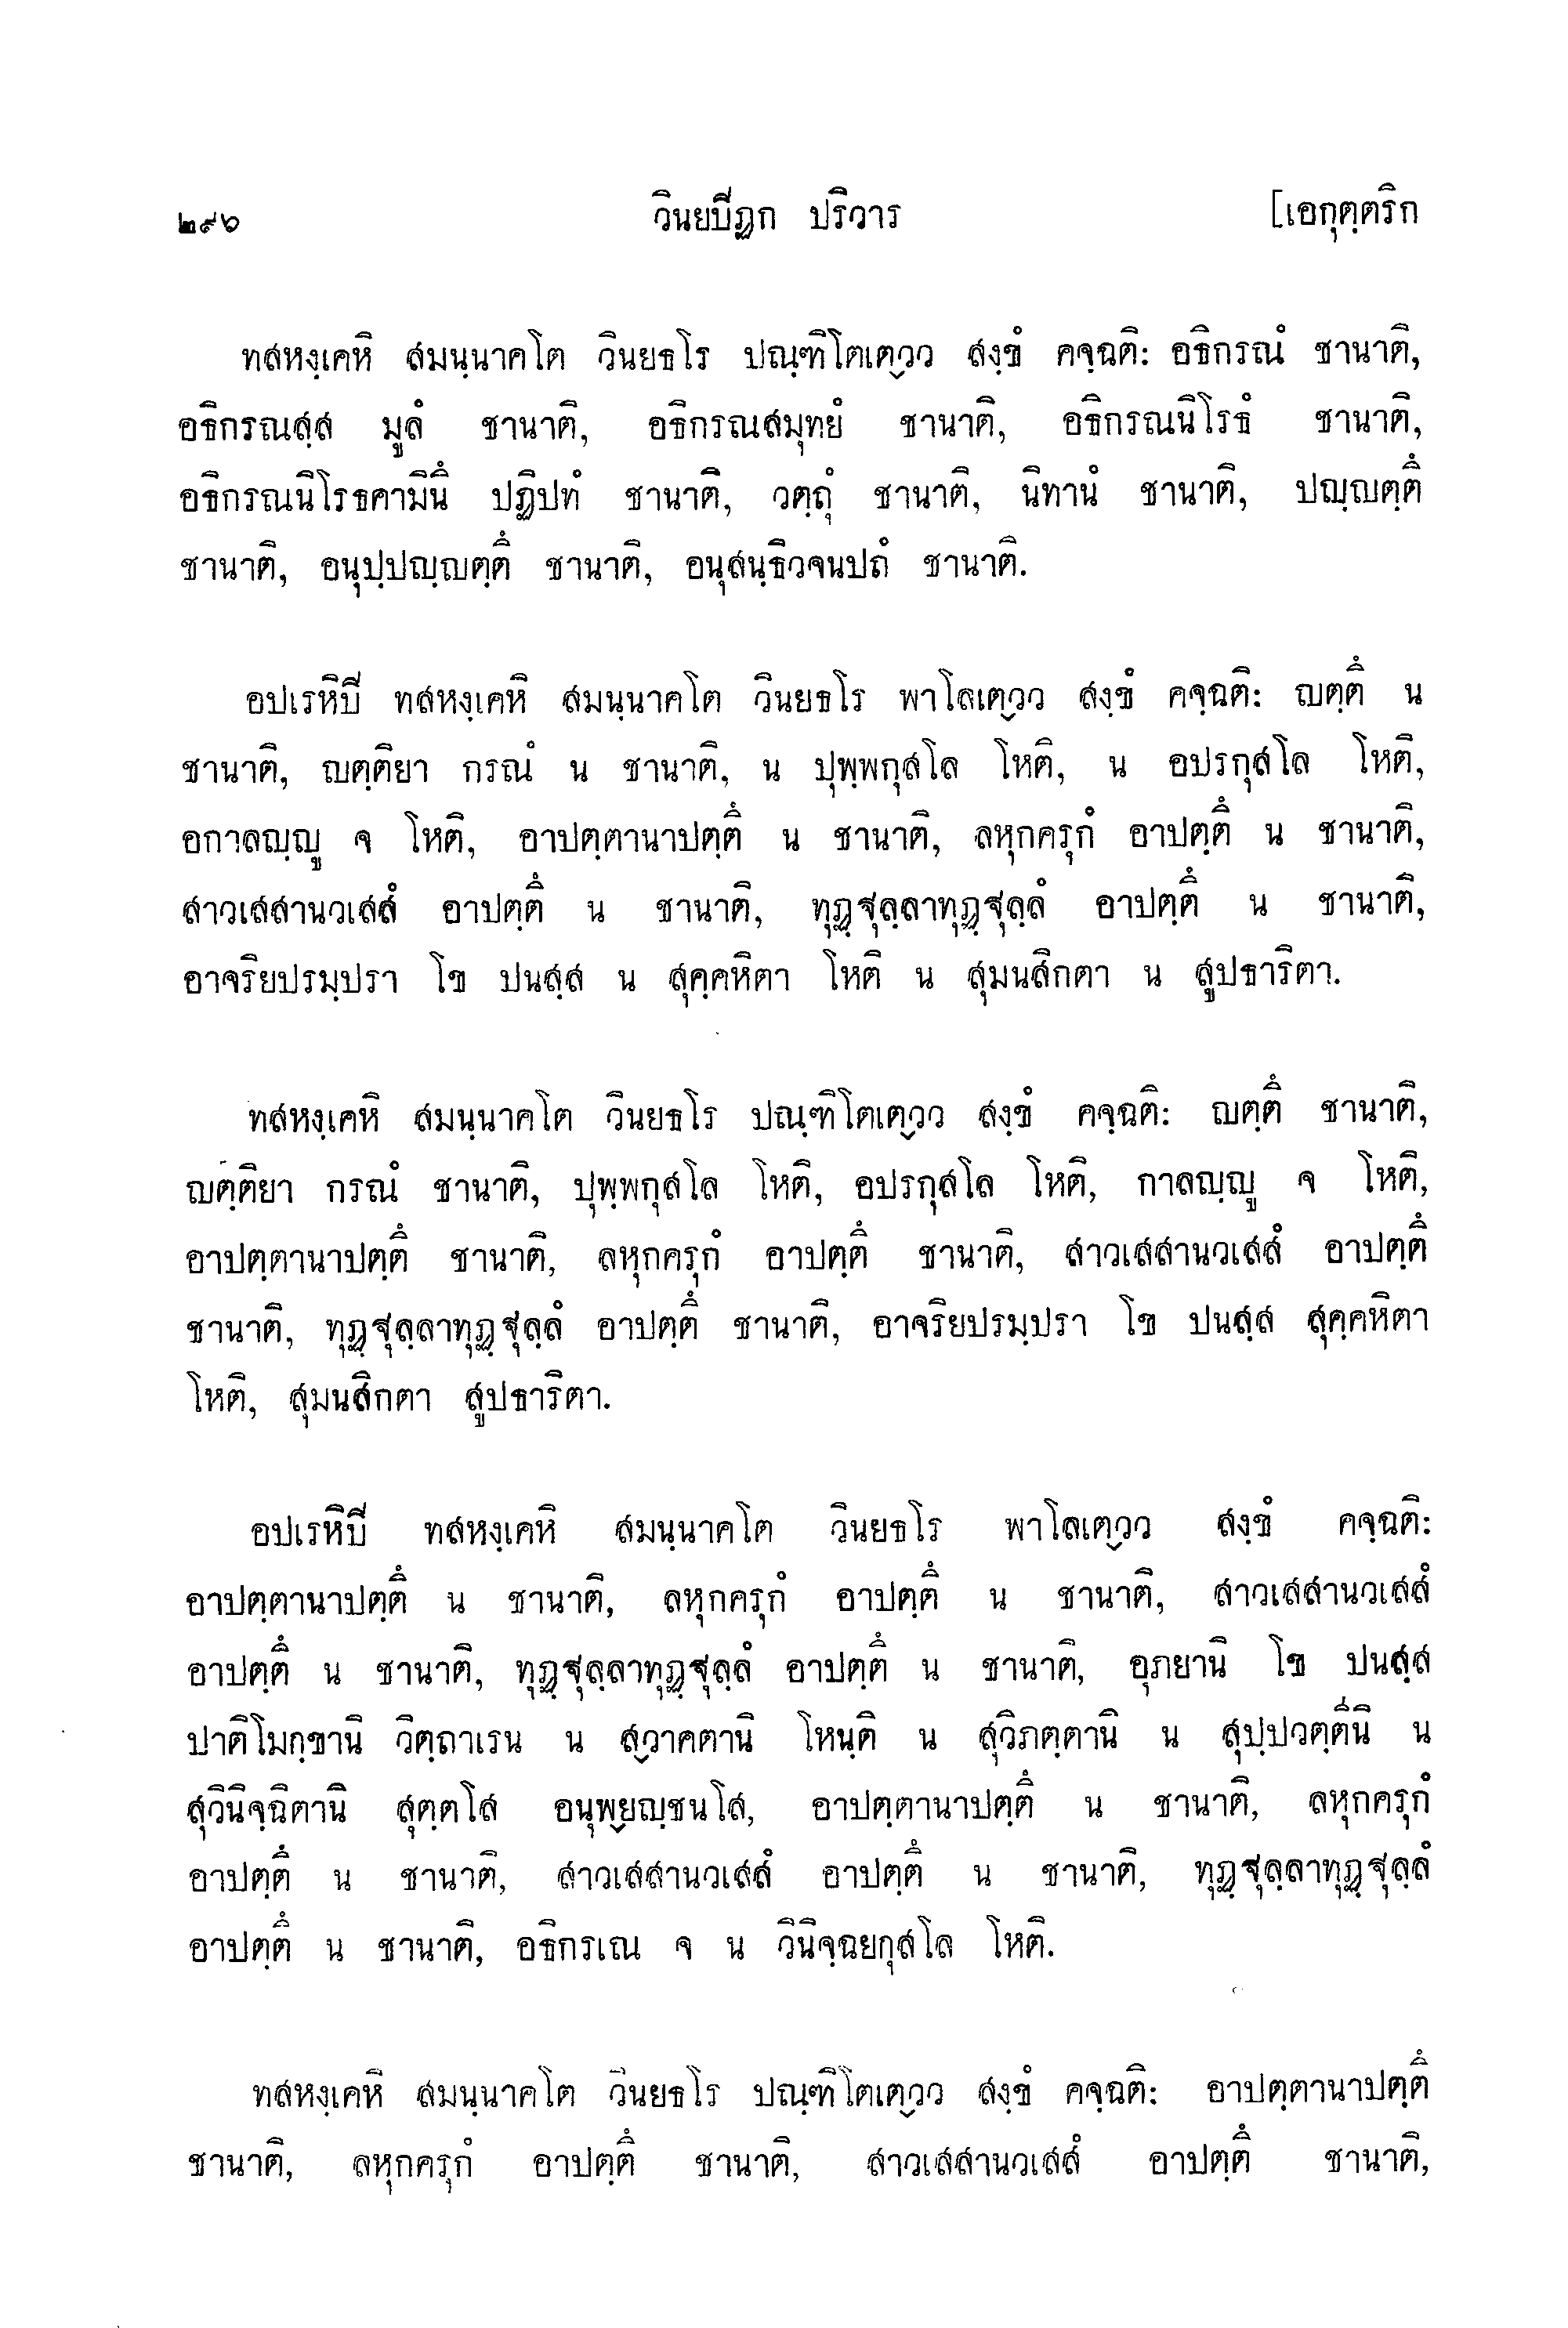 ๒๙๖ วินยปิฏก ปริวาร [เอกุตฺตริก
ทสหงฺเคหิ สมนฺนาคโต วินยธโร ปณฺฑิโตเตฺวว สงฺขํ คจฺฉติ: อธิกรณํ ชานาติ,
อธิกรณสฺส มูลํ ชานาติ, อธิกรณสมุทยํ ชานาติ, อธิกรณนิโรธํ ชานาติ,
อธิกรณนิโรธคามินึ ปฏิปทํ ชานาติ, วตฺถุํ ชานาติ, นิทานํ ชานาติ, ปญฺญตฺตึ
ชานาติ, อนุปฺปญฺญตฺตึ ชานาติ, อนุสนฺธิวจนปถํ ชานาติ.
อปเรหิปิ ทสหงฺเคหิ สมนฺนาคโต วินยธโร พาโลเตฺวว สงฺขํ คจฺฉติ: ญตฺตึ น
ชานาติ, ญตฺติยา กรณํ น ชานาติ, น ปุพฺพกุสโล โหติ, น อปรกุสโล โหติ,
อกาลญฺญู จ โหติ, อาปตฺตานาปตฺตึ น ชานาติ, ลหุกครุกํ อาปตฺตึ น ชานาติ,
สาวเสสานวเสสํ อาปตฺตึ น ชานาติ, ทุฏฺฐุลฺลาทุฏฺฐุลฺลํ อาปตฺตึ น ชานาติ,
อาจริยปรมฺปรา โข ปนสฺส น สุคฺคหิตา โหติ น สุมนสิกตา น สูปธาริตา.
ทสหงฺเคหิ สมนฺนาคโต วินยธโร ปณฺฑิโตเตฺวว สงฺขํ คจฺฉติ: ญตฺตึ ชานาติ,
ญตฺติยา กรณํ ชานาติ, ปุพฺพกุสโล โหติ, อปรกุสโล โหติ, กาลญฺญู จ โหติ,
อาปตฺตานาปตฺตึ ชานาติ, ลหุกครุกํ อาปตฺตึ ชานาติ, สาวเสสานวเสสํ อาปตฺตึ
ชานาติ, ทุฏฺฐุลฺลาทุฏฺฐุลฺลํ อาปตฺตึ ชานาติ, อาจริยปรมฺปรา โข ปนสฺส สุคฺคหิตา
โหติ, สุมนสิกตา สูปธาริตา.
อปเรหิปิ ทสหงฺเคหิ สมนฺนาคโต วินยธโร พาโลเตฺวว สงฺขํ คจฺฉติ:
อาปตฺตานาปตฺตึ น ชานาติ, ลหุกครุกํ อาปตฺตึ น ชานาติ, สาวเสสานวเสสํ
อาปตฺตึ น ชานาติ, ทุฏฺฐุลฺลาทุฏฺฐุลฺลํ อาปตฺตึ น ชานาติ, อุภยานิ โข ปนสฺส
ปาติโมกฺขานิ วิตฺถาเรน น สฺวาคตานิ โหนฺติ น สุวิภตฺตานิ น สุปฺปวตฺตีนิ น
สุวินิจฺฉิตานิ สุตฺตโส อนุพฺยญฺชนโส, อาปตฺตานาปตฺตึ น ชานาติ, ลหุกครุกํ
อาปตฺตึ น ชานาติ, สาวเสสานวเสสํ อาปตฺตึ น ชานาติ, ทุฏฺฐุลฺลาทุฏฺฐุลฺลํ
อาปตฺตึ น ชานาติ, อธิกรเณ จ น วินิจฺฉยกุสโล โหติ.
ทสหงฺเคหิ สมนฺนาคโต วินยธโร ปณฺฑิโตเตฺวว สงฺขํ คจฺฉติ: อาปตฺตานาปตฺตึ
ชานาติ, ลหุกครุกํ อาปตฺตึ ชานาติ, สาวเสสานวเสสํ อาปตฺตึ ชานาติ,